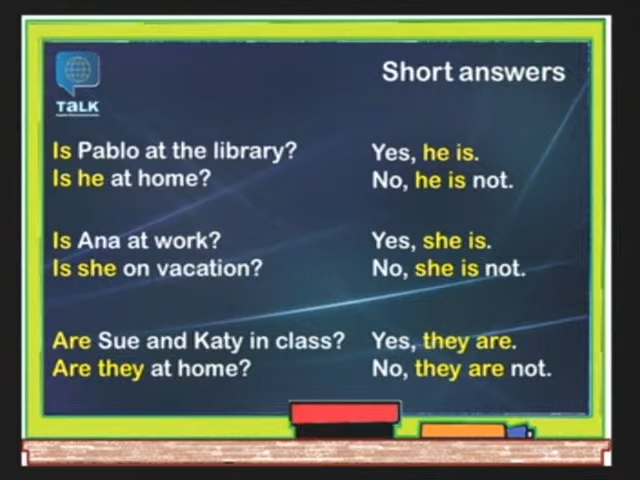 TALK
Short answers
Is Pablo at the library? Yes, he is.
Is he at home? No, he is not.
Is Ana at work? Yes, she is.
Is she on vacation? No, she is not.
Are Sue and Katy in class? Yes, they are.
Are they at home? No, they are not.